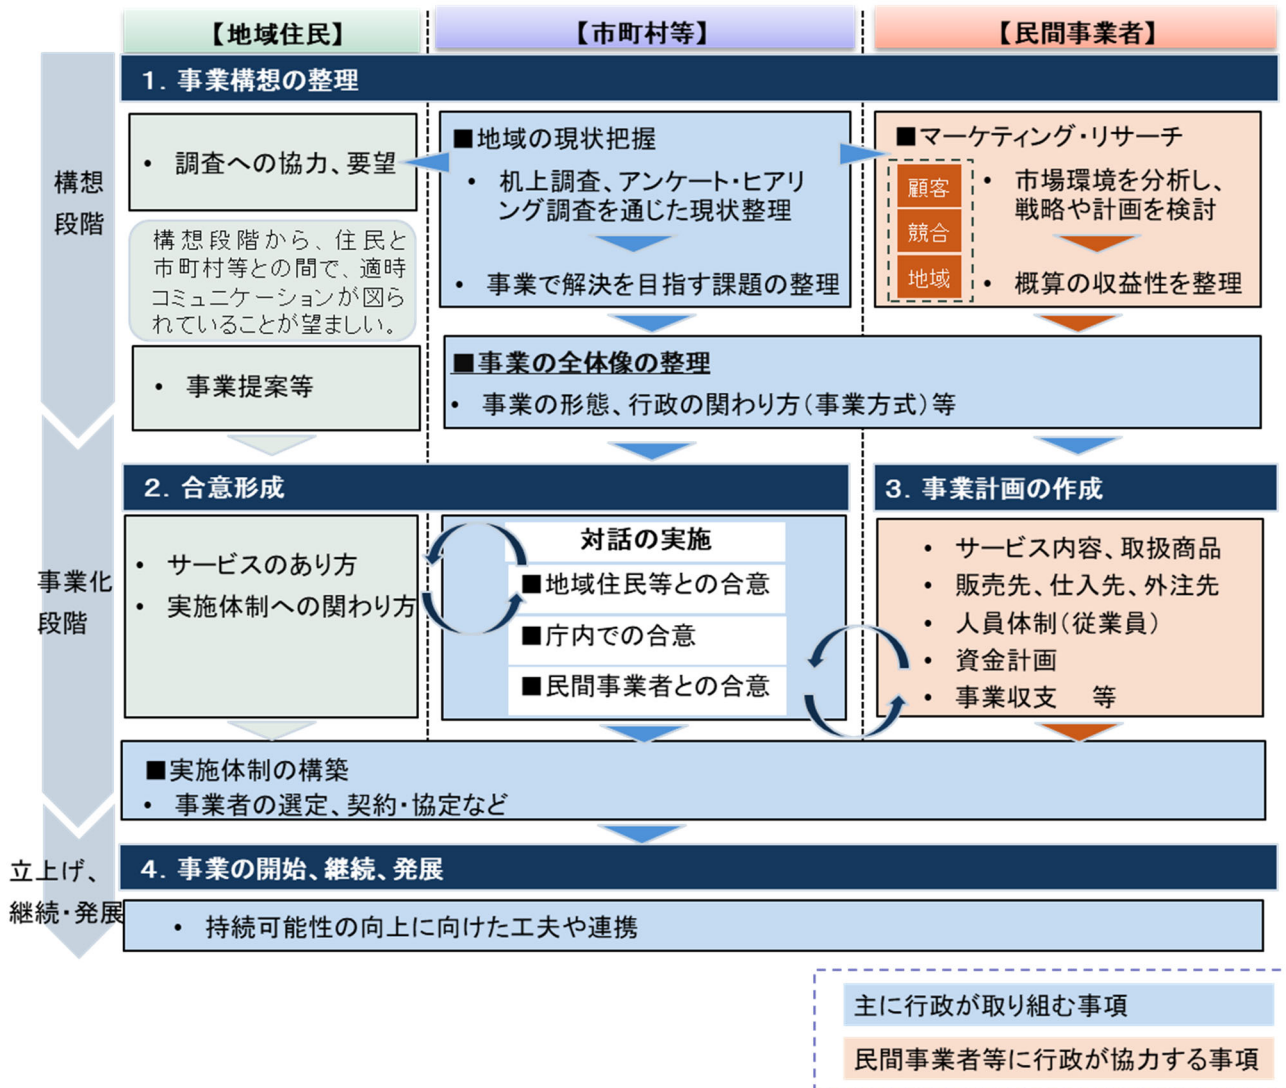 【地域住民】
【市町村等】
【民間事業者】
構想
段階
1. 事業構想の整理
• 調査への協力、要望
構想段階から、住民と
市町村等との間で、適時
コミュニケーションが図ら
れていることが望ましい。
• 事業提案等
■地域の現状把握
• 机上調査、アンケート・ヒアリ
ング調査を通じた現状整理
• 事業で解決を目指す課題の整理
■マーケティング・リサーチ
顧客
競合
地域
• 市場環境を分析し、
戦略や計画を検討
• 概算の収益性を整理
■事業の全体像の整理
• 事業の形態、行政の関わり方(事業方式)等
事業化
段階
2. 合意形成
• サービスのあり方
• 実施体制への関わり方
対話の実施
■地域住民等との合意
■庁内での合意
■民間事業者との合意
3. 事業計画の作成
• サービス内容、取扱商品
• 販売先、仕入先、外注先
• 人員体制(従業員)
• 資金計画
• 事業収支 等
■実施体制の構築
• 事業者の選定、契約・協定など
立上げ、
継続・発展
4. 事業の開始、継続、発展
• 持続可能性の向上に向けた工夫や連携
主に行政が取り組む事項
民間事業者等に行政が協力する事項